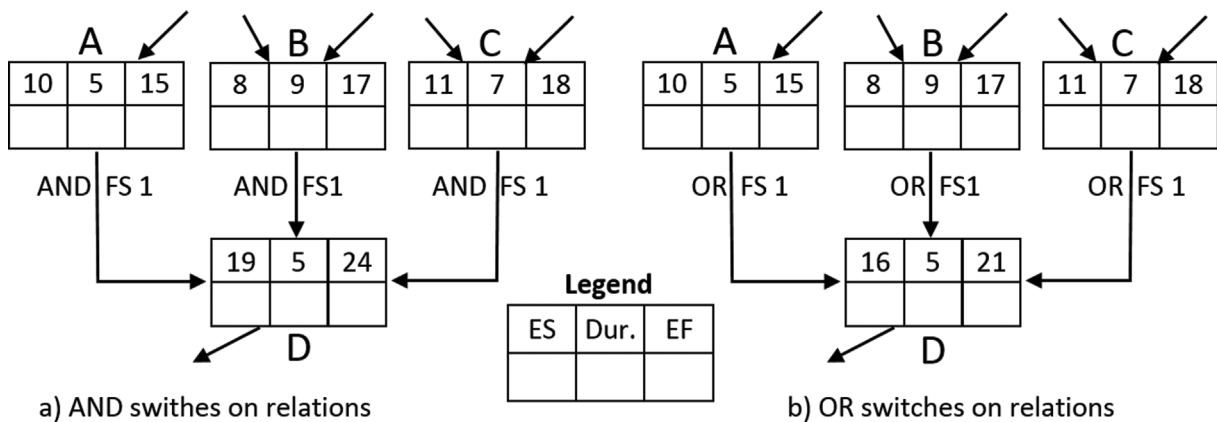 A B C A B C
10 5 15 8 9 17 11 7 18 10 5 15 8 9 17 11 7 18
AND FS 1 AND FS1 AND FS 1 OR FS 1 OR FS1 OR FS 1
19 5 24 16 5 21
Legend
ES Dur. EF
D D
a) AND swithes on relations b) OR switches on relations